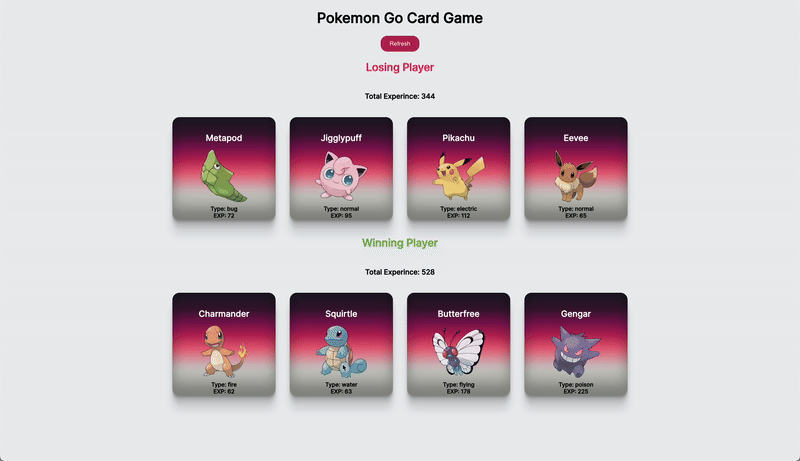 Pokemon Go Card Game
Refresh
Losing Player
Total Experince: 344
Metapod
Type: bug
EXP: 72
Jigglypuff
Type: normal
EXP: 95
Pikachu
Type: electric
EXP: 112
Eevee
Type: normal
EXP: 65
Winning Player
Total Experince: 528
Charmander
Type: fire
EXP: 62
Squirtle
Type: water
EXP: 63
Butterfree
Type: flying
EXP: 178
Gengar
Type: poison
EXP: 225